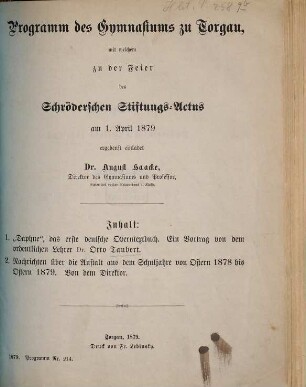 Programm des Gymnasiums zu Torgau,
mit welchem
zu der Feier
des
Schröderschen Stiftungs-Actus
am 1. April 1879
ergebenst einladet
Dr. August Haacke,
Direktor des Gymnasiums und Professor,
Inhalt:
1. „Daphne“, das erste deutsche Operntextbuch. Ein Vortrag von dem
ordentlichen Lehrer Dr. Otto Taubert.
2. Nachrichten über die Anstalt aus dem Schuljahre von Ostern 1878 bis
Ostern 1879. Von dem Direktor.
Torgau, 1879.
Druck von Fr. Lebinsky.
1879. Programm Nr. 214.